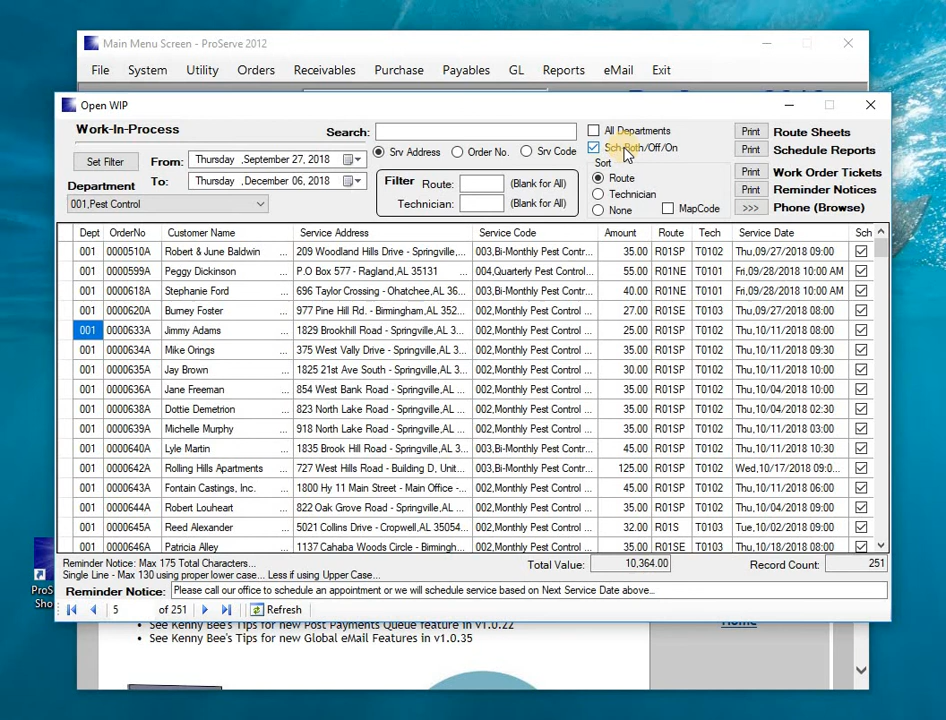 Main Menu Screen - ProServe 2012
File System Utility Orders Receivables Purchase Payables GL Reports eMail Exit
Open WIP
Work-In-Process
Search:
All Departments
Print Route Sheets
Set Filter
From: Thursday ,September 27, 2018
Srv Address Order No. Srv Code
Sch Both/Off/On
Print Schedule Reports
Sort
To: Thursday ,December 06, 2018
Filter Route: (Blank for All)
Route
Print Work Order Tickets
Department
Technician
Print Reminder Notices
001,Pest Control
Technician: (Blank for All)
None MapCode
>>> Phone (Browse)
Dept OrderNo Customer Name Service Address Service Code Amount Route Tech Service Date Sch
001 0000510A Robert & June Baldwin ... 209 Woodland Hills Drive - Springville,... 003,Bi-Monthly Pest Contr... 35.00 R01SP T0102 Thu,09/27/2018 09:00
001 0000599A Peggy Dickinson ... P.O Box 577 - Ragland,AL 35131 ... 004,Quarterly Pest Control... 55.00 R01NE T0101 Fri,09/28/2018 10:00 AM
001 0000618A Stephanie Ford ... 696 Taylor Crossing - Ohatchee,AL 36... 002,Monthly Pest Control ... 40.00 R01NE T0101 Fri,09/28/2018 10:00 AM
001 0000620A Burney Foster ... 977 Pine Hill Rd. - Birmingham,AL 352... 002,Monthly Pest Control ... 27.00 R01SE T0103 Thu,09/27/2018 08:00
001 0000633A Jimmy Adams ... 1829 Brookhill Road - Springville,AL ... 002,Monthly Pest Control ... 25.00 R01SP T0102 Thu,10/11/2018 08:00
001 0000634A Mike Orings ... 375 West Vally Drive - Springville,AL 3... 002,Monthly Pest Control ... 35.00 R01SP T0102 Thu,10/11/2018 09:30
001 0000635A Jay Brown ... 1825 21st Ave South - Springville,AL ... 002,Monthly Pest Control ... 30.00 R01SP T0102 Thu,10/11/2018 10:00
001 0000636A Jane Freeman ... 854 West Bank Road - Springville,AL... 002,Monthly Pest Control ... 35.00 R01SP T0102 Thu,10/04/2018 10:00
001 0000638A Dottie Demetrion ... 823 North Lake Road - Springville,AL... 002,Monthly Pest Control ... 35.00 R01SP T0102 Thu,10/04/2018 02:30
001 0000639A Michelle Murphy ... 918 North Lake Road - Springville,AL... 002,Monthly Pest Control ... 35.00 R01SP T0102 Thu,10/11/2018 03:00
001 0000640A Lyle Martin ... 1835 Brook Hill Road - Springville,AL 3... 003,Bi-Monthly Pest Contr... 35.00 R01SP T0102 Thu,10/11/2018 10:30
001 0000642A Rolling Hills Apartments ... 727 West Hills Road - Building D, Unit... 003,Bi-Monthly Pest Contr... 125.00 R01SP T0102 Wed,10/17/2018 09:0...
001 0000643A Fontain Castings, Inc. ... 1800 Hy 11 Main Street - Main Office -... 002,Monthly Pest Control ... 45.00 R01SP T0102 Thu,10/11/2018 06:00
001 0000644A Robert Louheart ... 822 Oak Grove Road - Springville,AL ... 002,Monthly Pest Control ... 35.00 R01SP T0102 Thu,10/04/2018 09:00
001 0000645A Reed Alexander ... 5021 Collins Drive - Cropwell,AL 35054... 002,Monthly Pest Control ... 32.00 R01S T0103 Tue,10/02/2018 09:00
001 0000646A Patricia Alley ... 1137 Cahaba Woods Circle - Birmingh... 002,Monthly Pest Control ... 35.00 R01SE T0103 Thu,10/18/2018 08:00
Reminder Notice: Max 175 Total Characters...
Total Value: 10,364.00 Record Count: 251
Single Line - Max 130 using proper lower case... Less if using Upper Case...
Reminder Notice: Please call our office to schedule an appointment or we will schedule service based on Next Service Date above...
5 of 251 Refresh
See Kenny Bee's Tips for new Post Payments Queue feature in v1.0.22
See Kenny Bee's Tips for new Global eMail Features in v1.0.35
Home